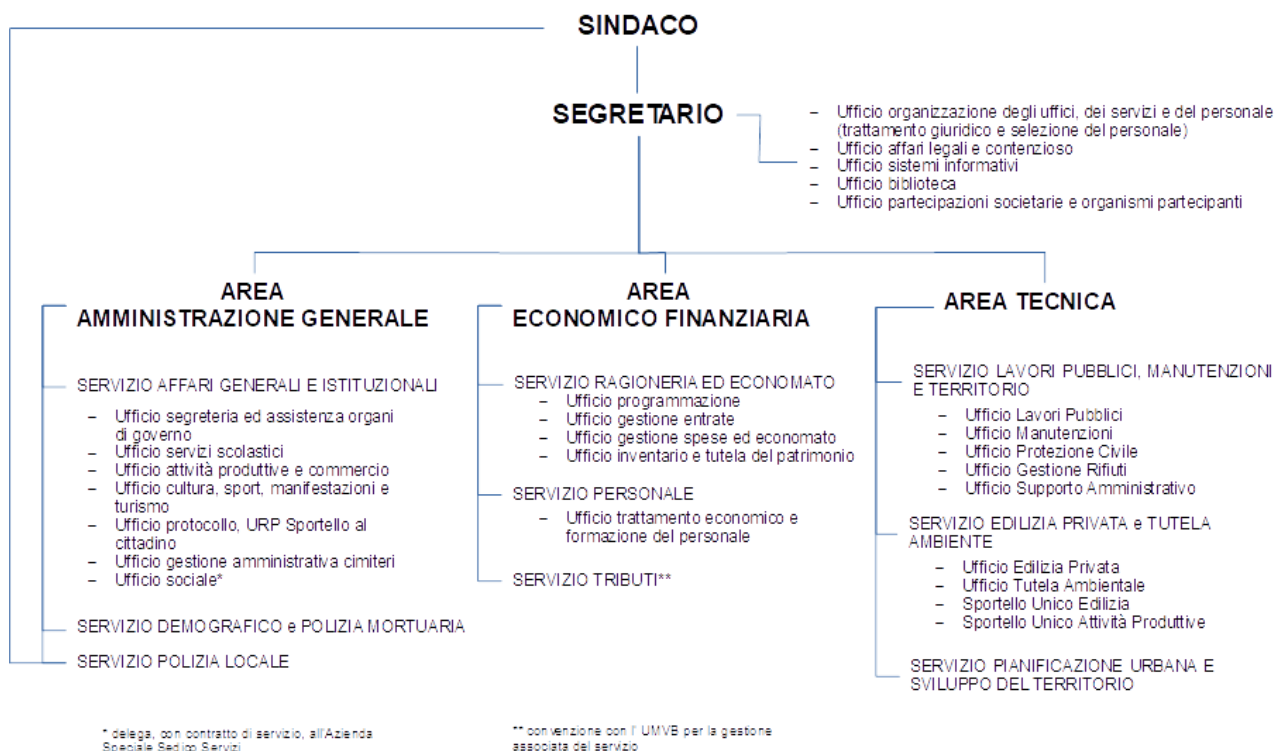 SINDACO
SEGRETARIO
– Ufficio organizzazione degli uffici, dei servizi e del personale
(trattamento giuridico e selezione del personale)
– Ufficio affari legali e contenzioso
– Ufficio sistemi informativi
– Ufficio biblioteca
– Ufficio partecipazioni societarie e organismi partecipanti
AREA
AMMINISTRAZIONE GENERALE
SERVIZIO AFFARI GENERALI E ISTITUZIONALI
– Ufficio segreteria ed assistenza organi
di governo
– Ufficio servizi scolastici
– Ufficio attività produttive e commercio
– Ufficio cultura, sport, manifestazioni e
turismo
– Ufficio protocollo, URP Sportello al
cittadino
– Ufficio gestione amministrativa cimiteri
– Ufficio sociale*
SERVIZIO DEMOGRAFICO e POLIZIA MORTUARIA
SERVIZIO POLIZIA LOCALE
AREA
ECONOMICO FINANZIARIA
SERVIZIO RAGIONERIA ED ECONOMATO
– Ufficio programmazione
– Ufficio gestione entrate
– Ufficio gestione spese ed economato
– Ufficio inventario e tutela del patrimonio
SERVIZIO PERSONALE
– Ufficio trattamento economico e
formazione del personale
SERVIZIO TRIBUTI**
AREA TECNICA
SERVIZIO LAVORI PUBBLICI, MANUTENZIONI
E TERRITORIO
– Ufficio Lavori Pubblici
– Ufficio Manutenzioni
– Ufficio Protezione Civile
– Ufficio Gestione Rifiuti
– Ufficio Supporto Amministrativo
SERVIZIO EDILIZIA PRIVATA e TUTELA
AMBIENTE
– Ufficio Edilizia Privata
– Ufficio Tutela Ambientale
– Sportello Unico Edilizia
– Sportello Unico Attività Produttive
SERVIZIO PIANIFICAZIONE URBANA E
SVILUPPO DEL TERRITORIO
* delega, con contratto di servizio, all'Azienda
Speciale Sedico Servizi
** convenzione con l' UMVB per la gestione
associata del servizio